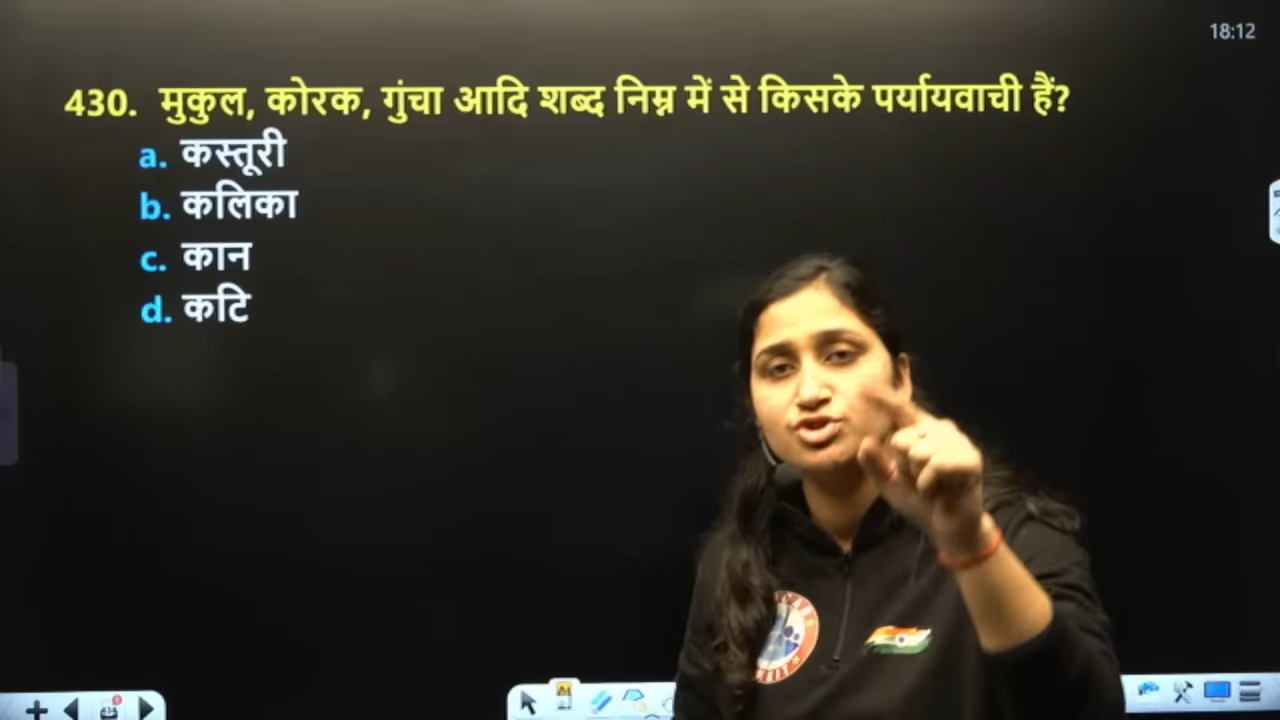 18:12
430. मुकुल, कोरक, गुंचा आदि शब्द निम्न में से किसके पर्यायवाची हैं?
a. कस्तूरी
b. कलिका
c. कान
d. कटि